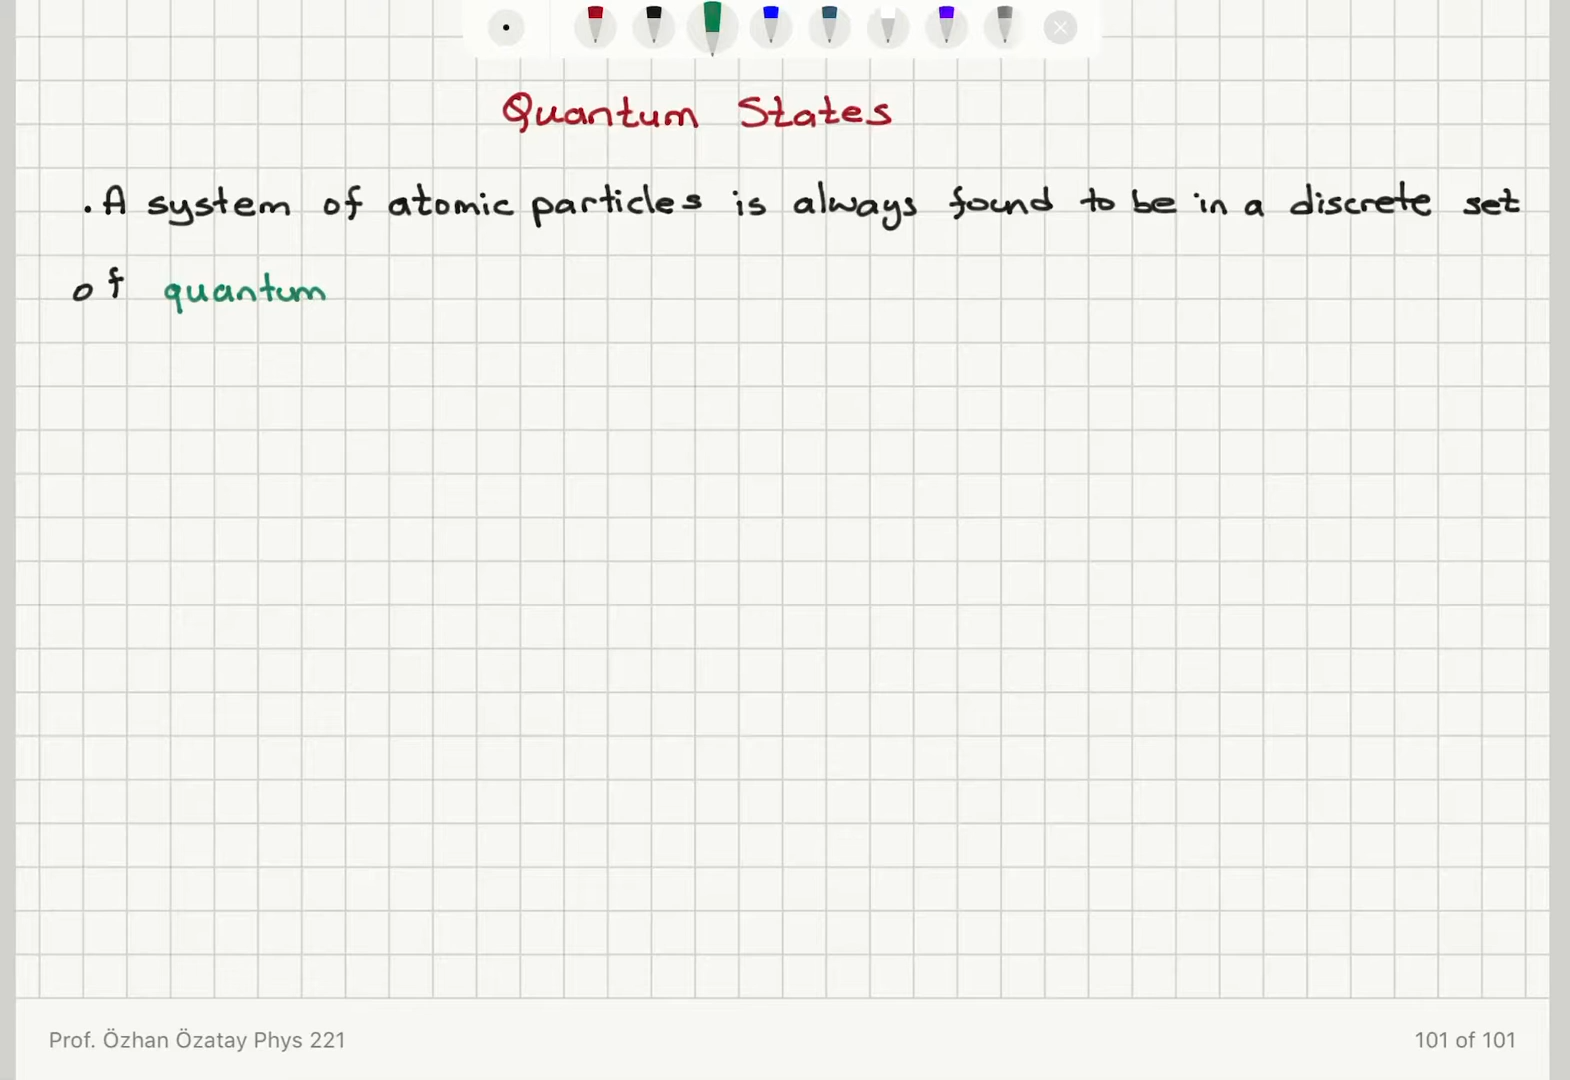 Quantum States
. A system of atomic particles is always found to be in a discrete set
of quantum
Prof. Özhan Özatay Phys 221
101 of 101